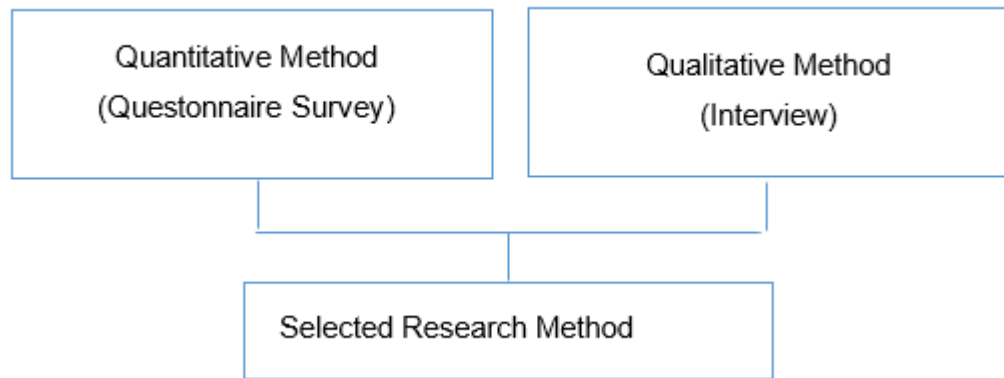 Quantitative Method
(Questonnaire Survey)
Qualitative Method
(Interview)
Selected Research Method